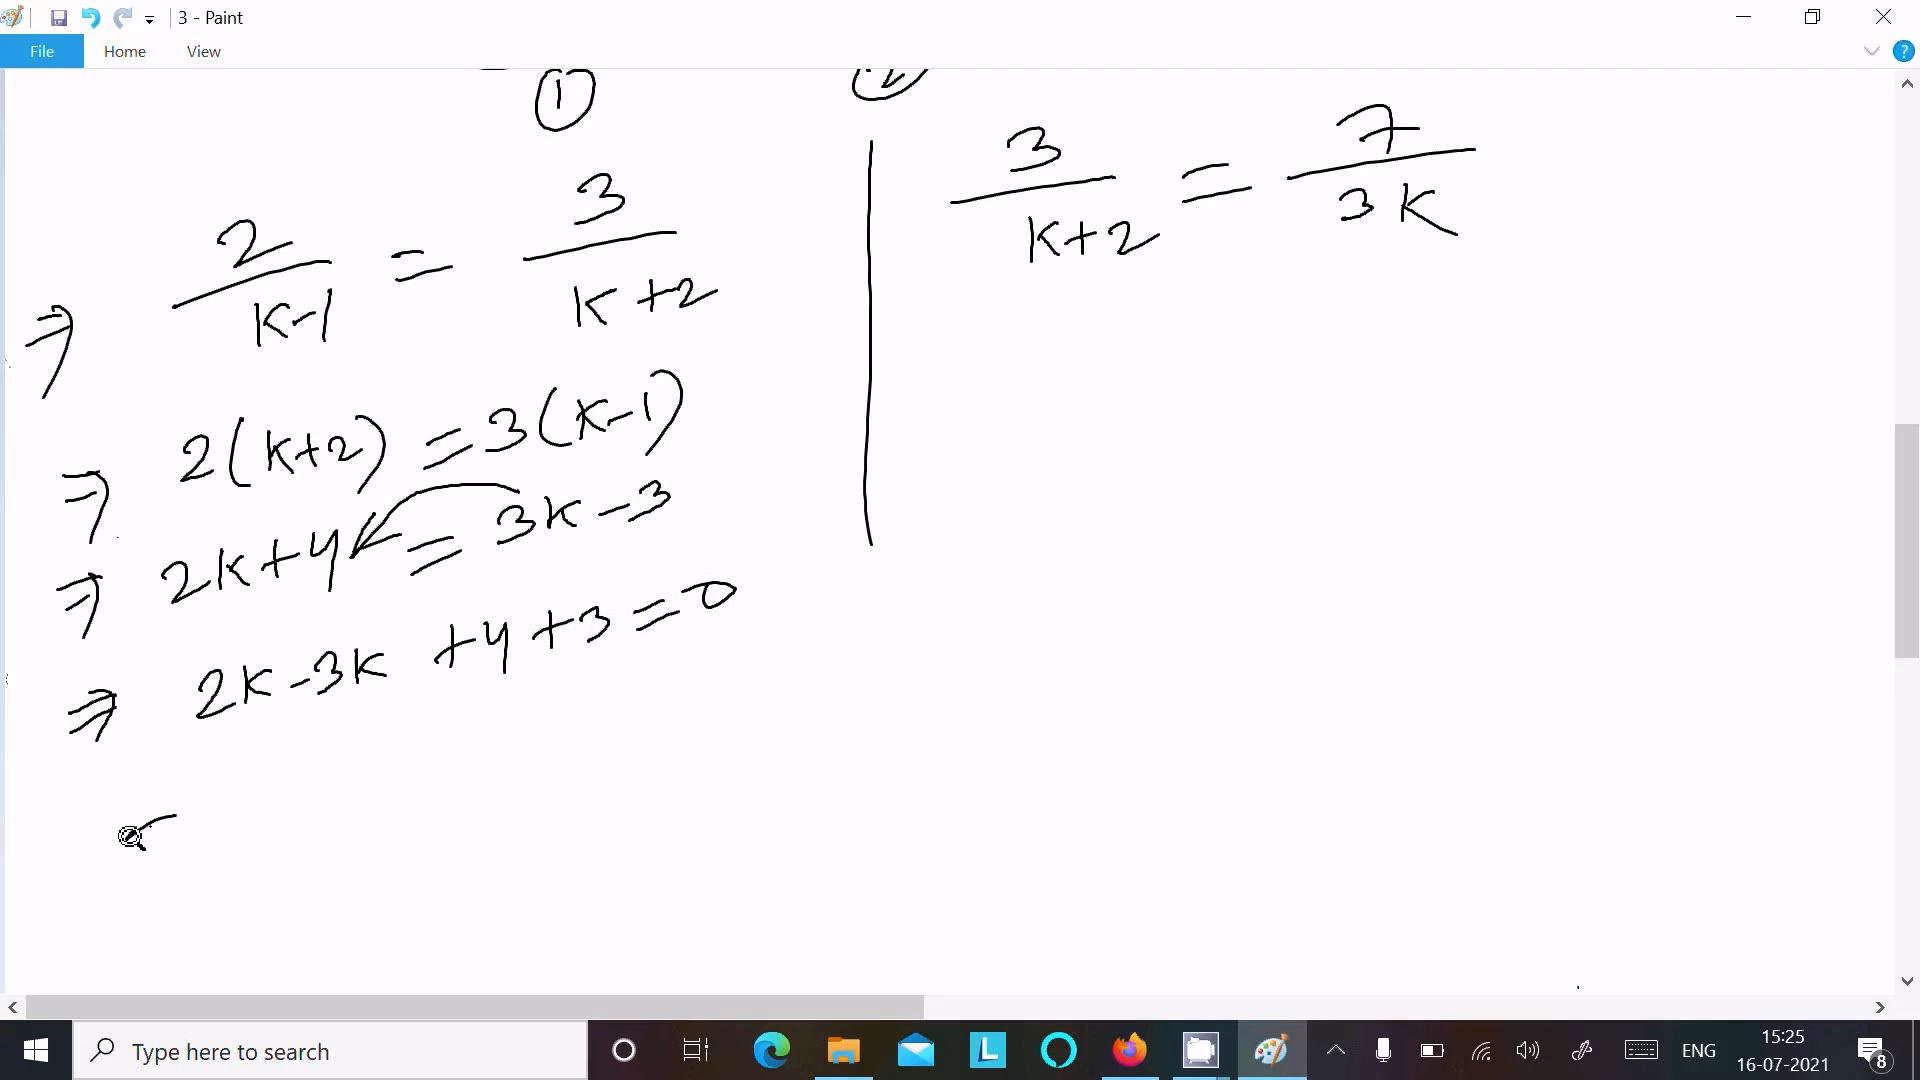 3 - Paint
File Home View
① ②
⇒ 2/(k-1) = 3/(k+2)
⇒ 2(k+2) = 3(k-1)
⇒ 2k+4 = 3k-3
⇒ 2k-3k +4+3=0
3/(k+2) = 7/(3k)
Type here to search
ENG
15:25
16-07-2021
8